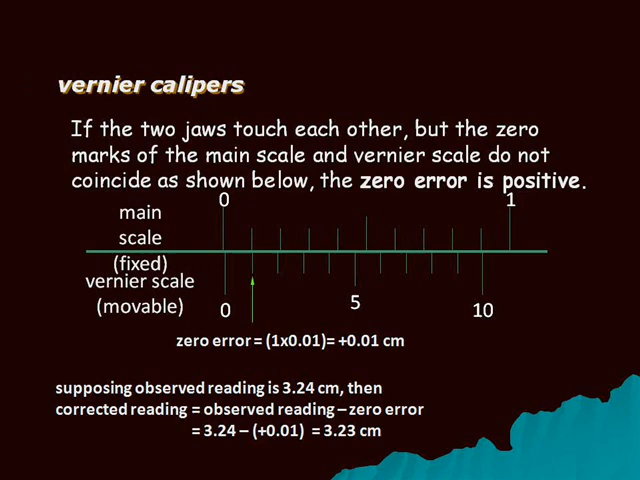 vernier calipers
If the two jaws touch each other, but the zero
marks of the main scale and vernier scale do not
coincide as shown below, the zero error is positive.
0 1
main
scale
(fixed)
vernier scale
(movable)
0 5 10
zero error = (1x0.01)= +0.01 cm
supposing observed reading is 3.24 cm, then
corrected reading = observed reading – zero error
= 3.24 – (+0.01) = 3.23 cm